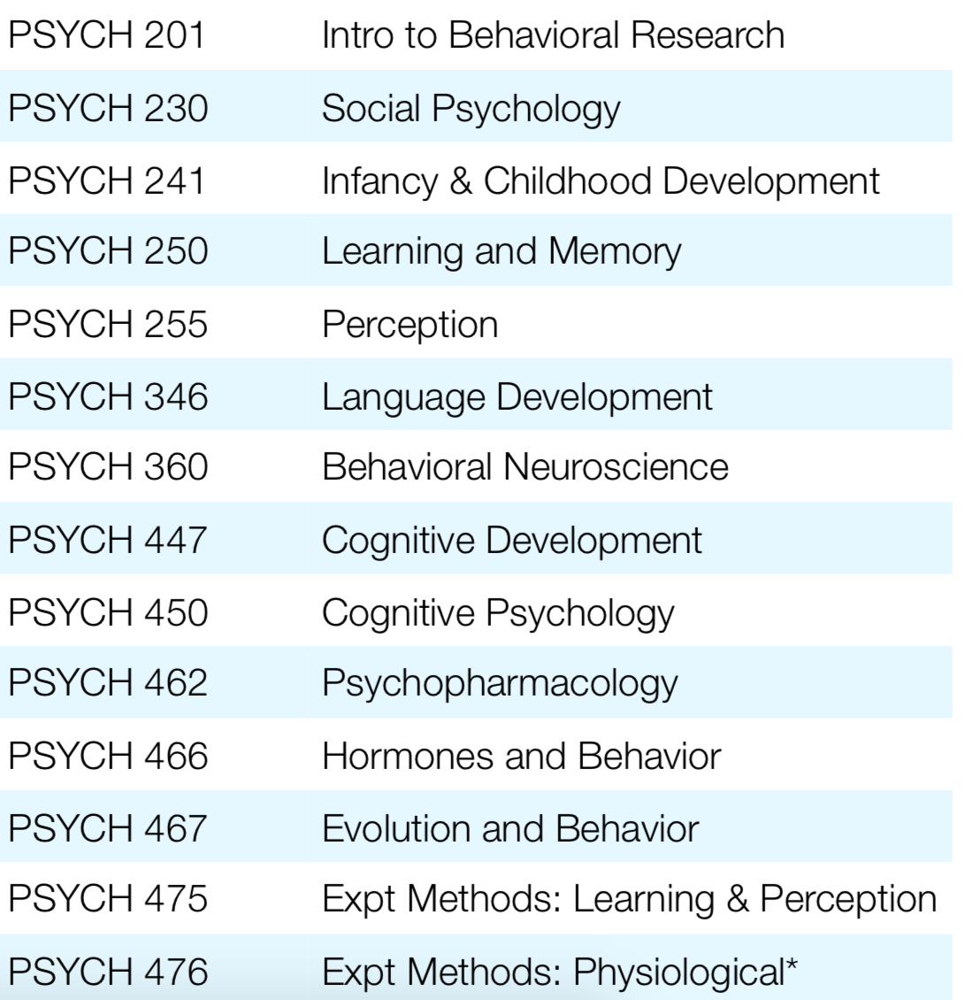 PSYCH 201 Intro to Behavioral Research
PSYCH 230 Social Psychology
PSYCH 241 Infancy & Childhood Development
PSYCH 250 Learning and Memory
PSYCH 255 Perception
PSYCH 346 Language Development
PSYCH 360 Behavioral Neuroscience
PSYCH 447 Cognitive Development
PSYCH 450 Cognitive Psychology
PSYCH 462 Psychopharmacology
PSYCH 466 Hormones and Behavior
PSYCH 467 Evolution and Behavior
PSYCH 475 Expt Methods: Learning & Perception
PSYCH 476 Expt Methods: Physiological*